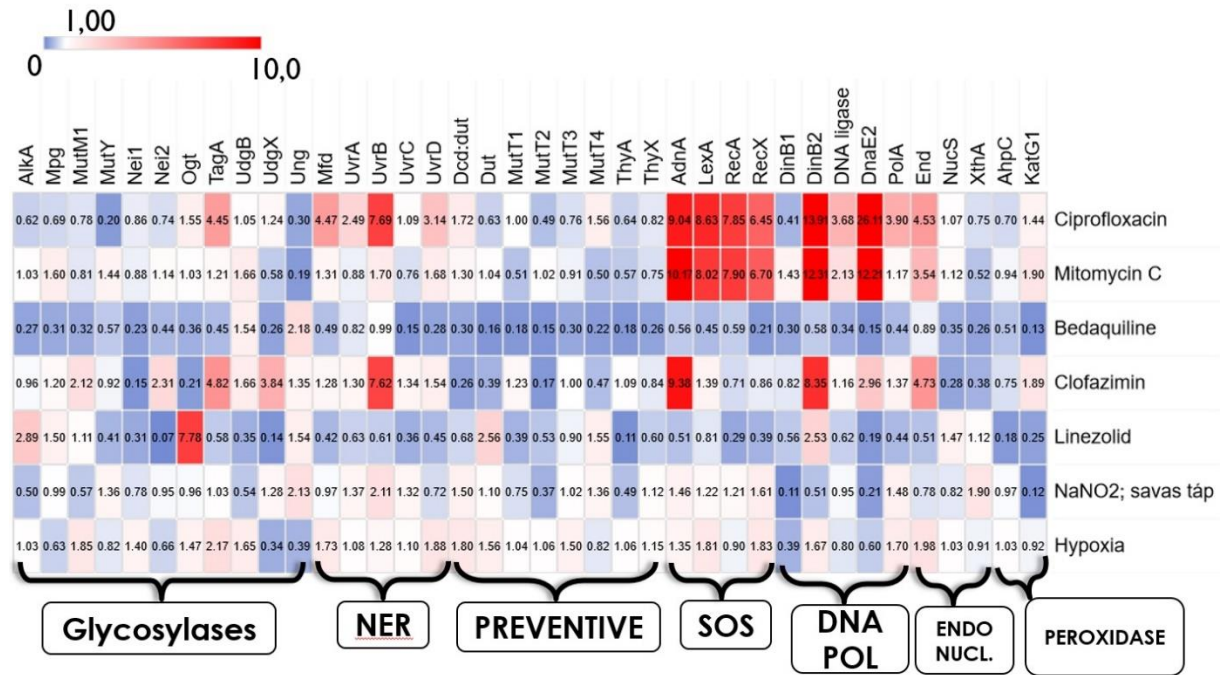 1,00
0
10,0
AlkA Mpg MutM1 MutY Nei1 Nei2 Ogt TagA UdgB UdgX Ung Mfd UvrA UvrB UvrC UvrD Dcd:dut Dut MutT1 MutT2 MutT3 MutT4 ThyA ThyX AdnA LexA RecA RecX DinB1 DinB2 DNA ligase DnaE2 PolA End NucS XthA AhpC KatG1
0.62 0.69 0.78 0.20 0.86 0.74 1.55 4.45 1.05 1.24 0.30 4.47 2.49 7.69 1.09 3.14 1.72 0.63 1.00 0.49 0.76 1.56 0.64 0.82 9.04 8.63 7.85 6.45 0.41 13.91 3.68 26.11 3.90 4.53 1.07 0.75 0.70 1.44 Ciprofloxacin
1.03 1.60 0.81 1.44 0.88 1.14 1.03 1.21 1.66 0.58 0.19 1.31 0.88 1.70 0.76 1.68 1.30 1.04 0.51 1.02 0.91 0.50 0.57 0.75 10.17 8.02 7.90 6.70 1.43 12.31 2.13 12.21 1.17 3.54 1.12 0.52 0.94 1.90 Mitomycin C
0.27 0.31 0.32 0.57 0.23 0.44 0.36 0.45 1.54 0.26 2.18 0.49 0.82 0.99 0.15 0.28 0.30 0.16 0.18 0.15 0.30 0.22 0.18 0.26 0.56 0.45 0.59 0.21 0.30 0.58 0.34 0.15 0.44 0.89 0.35 0.26 0.51 0.13 Bedaquiline
0.96 1.20 2.12 0.92 0.15 2.31 0.21 4.82 1.66 3.84 1.35 1.28 1.30 7.62 1.34 1.54 0.26 0.39 1.23 0.17 1.00 0.47 1.09 0.84 9.38 1.39 0.71 0.86 0.82 8.35 1.16 2.96 1.37 4.73 0.28 0.38 0.75 1.89 Clofazimin
2.89 1.50 1.11 0.41 0.31 0.07 7.78 0.58 0.35 0.14 1.54 0.42 0.63 0.61 0.36 0.45 0.68 2.56 0.39 0.53 0.90 1.55 0.11 0.60 0.51 0.81 0.29 0.39 0.56 2.53 0.62 0.19 0.44 0.51 1.47 1.12 0.18 0.25 Linezolid
0.50 0.99 0.57 1.36 0.78 0.95 0.96 1.03 0.54 1.28 2.13 0.97 1.37 2.11 1.32 0.72 1.50 1.10 0.75 0.37 1.02 1.36 0.49 1.12 1.46 1.22 1.21 1.61 0.11 0.51 0.95 0.21 1.48 0.78 0.82 1.90 0.97 0.12 NaNO2; savas táp
1.03 0.63 1.85 0.82 1.40 0.66 1.47 2.17 1.65 0.34 0.39 1.73 1.08 1.28 1.10 1.88 1.80 1.56 1.04 1.06 1.50 0.82 1.06 1.15 1.35 1.81 0.90 1.83 0.39 1.67 0.80 0.60 1.70 1.98 1.03 0.91 1.03 0.92 Hypoxia
Glycosylases
NER
PREVENTIVE
SOS
DNA
POL
ENDO
NUCL.
PEROXIDASE